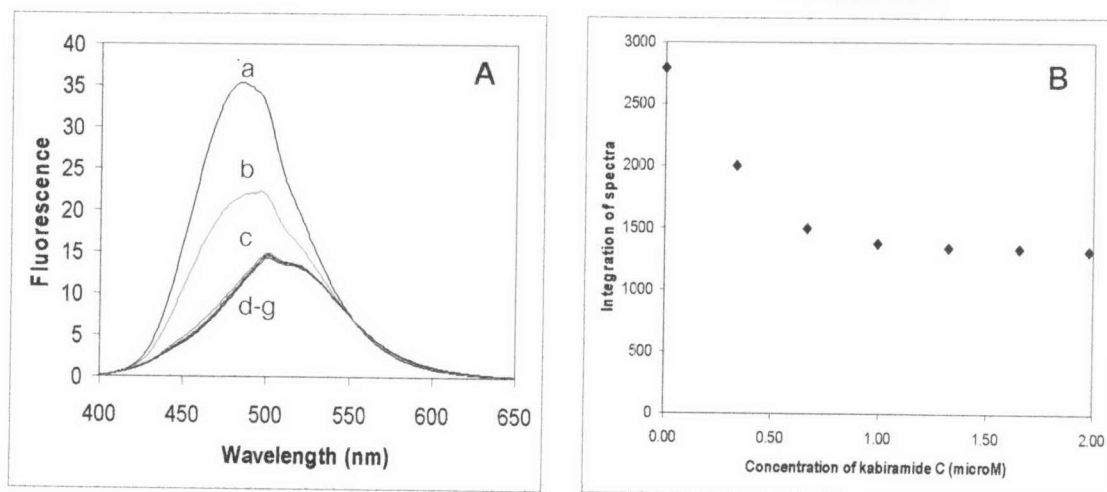 A
a
b
c
d-g
40
35
30
25
20
15
10
5
0
400 450 500 550 600 650
Fluorescence
Wavelength (nm)
B
3000
2500
2000
1500
1000
500
0
0.00 0.50 1.00 1.50 2.00
Integration of spectra
Concentration of kabiramide C (microM)